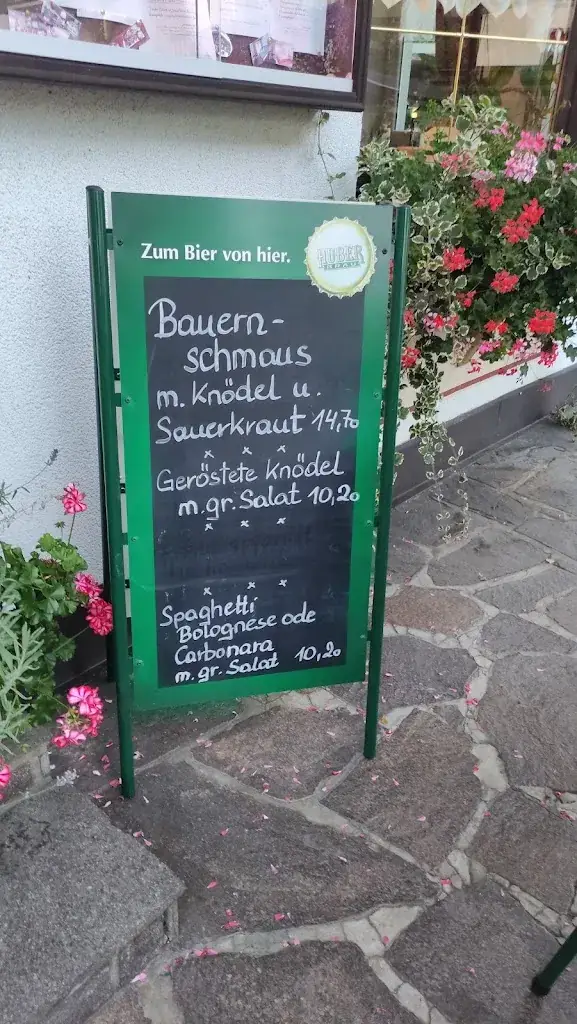 Zum Bier von hier.
HUBER
BRÄU
Bauern-
schmaus
m. Knödel u.
Sauerkraut 14,70
x x x
Geröstete Knödel
m. gr. Salat 10,20
x x x
x x x
Spaghetti
Bolognese ode
Carbonara
m. gr. Salat 10,20